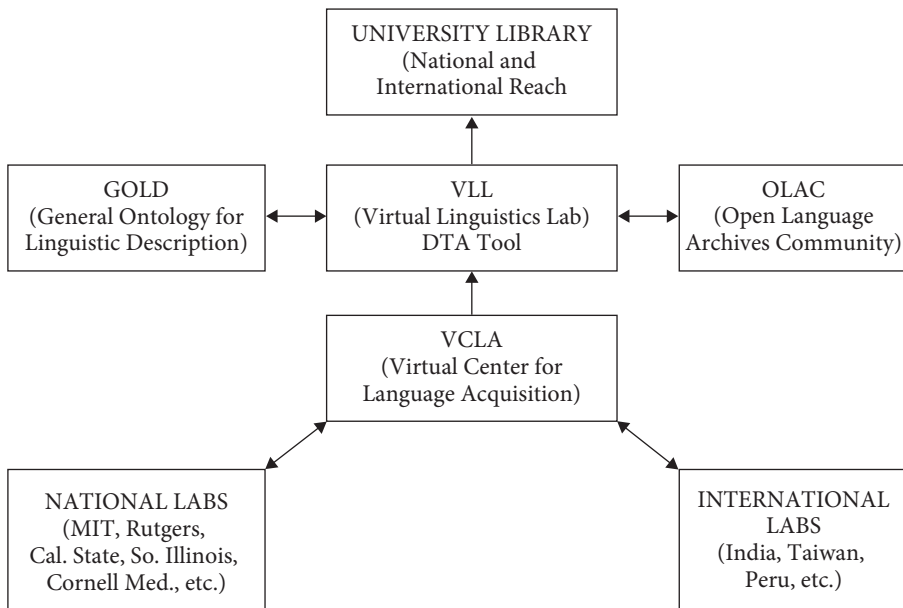 UNIVERSITY LIBRARY
(National and
International Reach
GOLD
(General Ontology for
Linguistic Description)
VLL
(Virtual Linguistics Lab)
DTA Tool
OLAC
(Open Language
Archives Community)
VCLA
(Virtual Center for
Language Acquisition)
NATIONAL LABS
(MIT, Rutgers,
Cal. State, So. Illinois,
Cornell Med., etc.)
INTERNATIONAL
LABS
(India, Taiwan,
Peru, etc.)